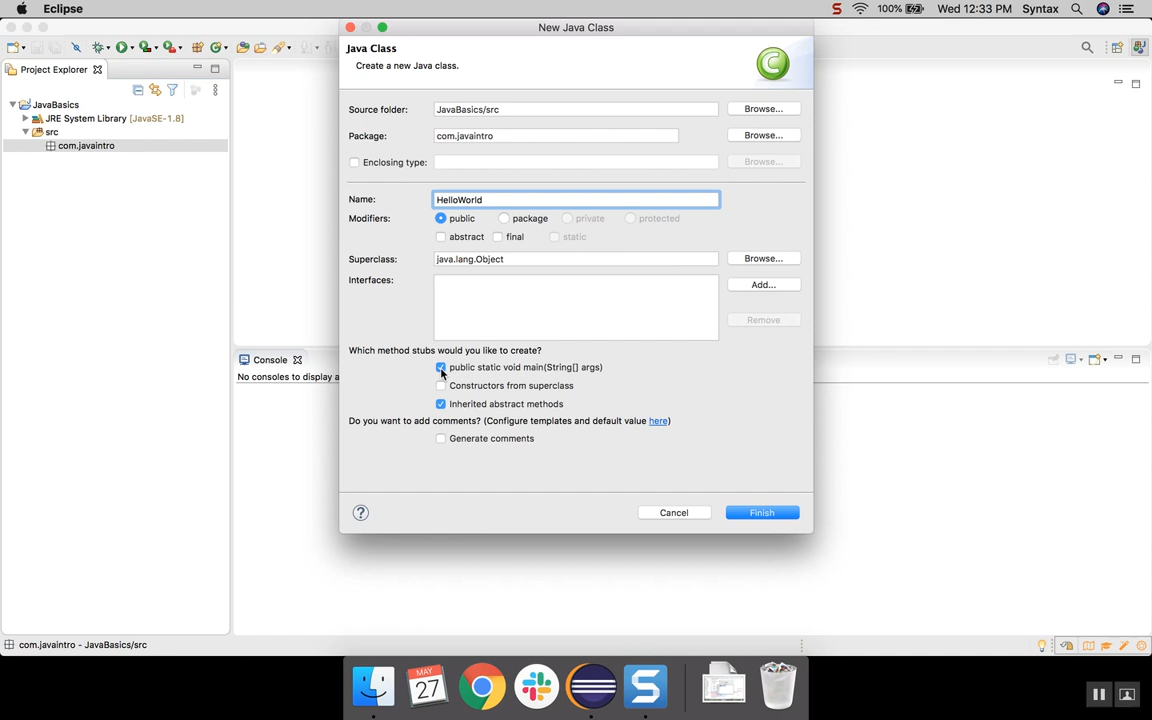 Eclipse
S 100% Wed 12:33 PM Syntax
New Java Class
Java Class
Create a new Java class.
C
Project Explorer
JavaBasics
JRE System Library [JavaSE-1.8]
src
com.javaintro
Source folder: JavaBasics/src Browse...
Package: com.javaintro Browse...
Enclosing type: Browse...
Name: HelloWorld
Modifiers: public package private protected
abstract final static
Superclass: java.lang.Object Browse...
Interfaces: Add...
Remove
Which method stubs would you like to create?
public static void main(String[] args)
Constructors from superclass
Inherited abstract methods
Do you want to add comments? (Configure templates and default value here)
Generate comments
? Cancel Finish
Console
No consoles to display a
com.javaintro - JavaBasics/src
MAY
27
S